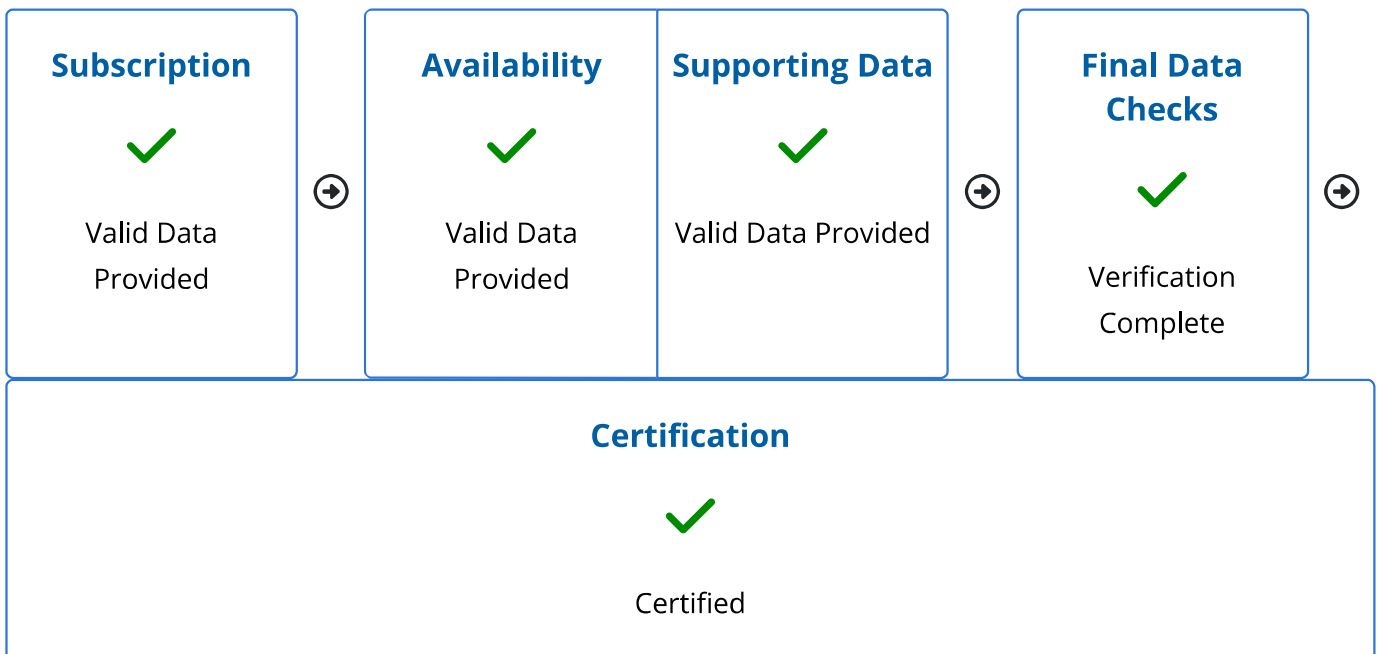 Subscription
Valid Data
Provided
Availability
Valid Data
Provided
Supporting Data
Valid Data Provided
Final Data
Checks
Verification
Complete
Certification
Certified